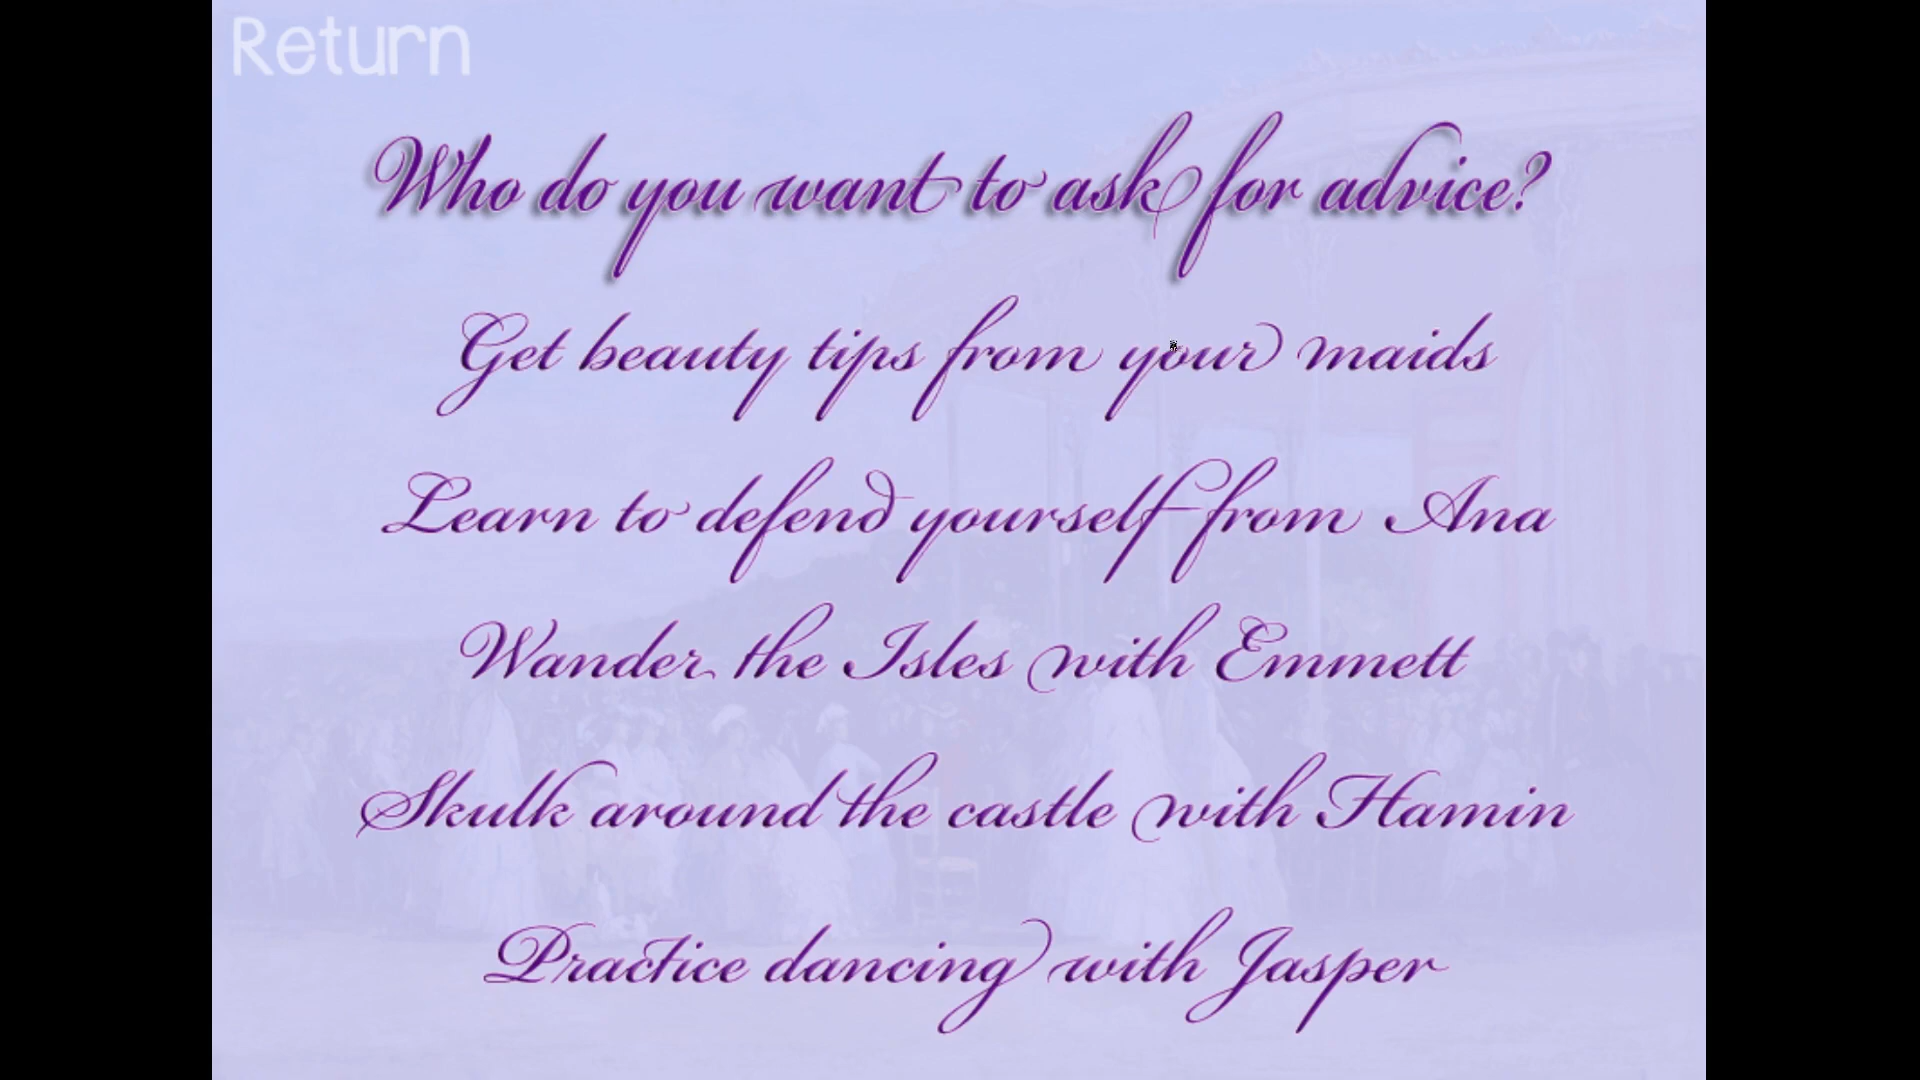 Return
Who do you want to ask for advice?
Get beauty tips from your maids
Learn to defend yourself from Ana
Wander the Isles with Emmett
Skulk around the castle with Hamin
Practice dancing with Jasper